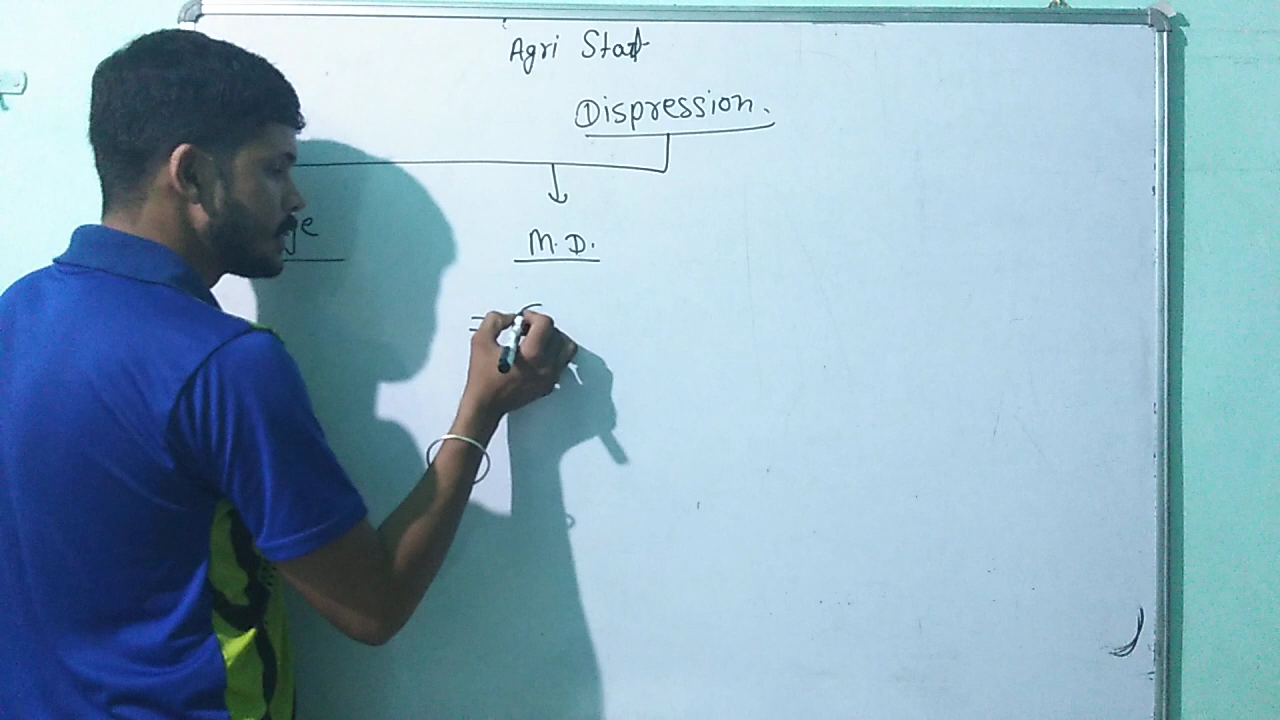 Agri Stat
Dispression.
M.D.
=